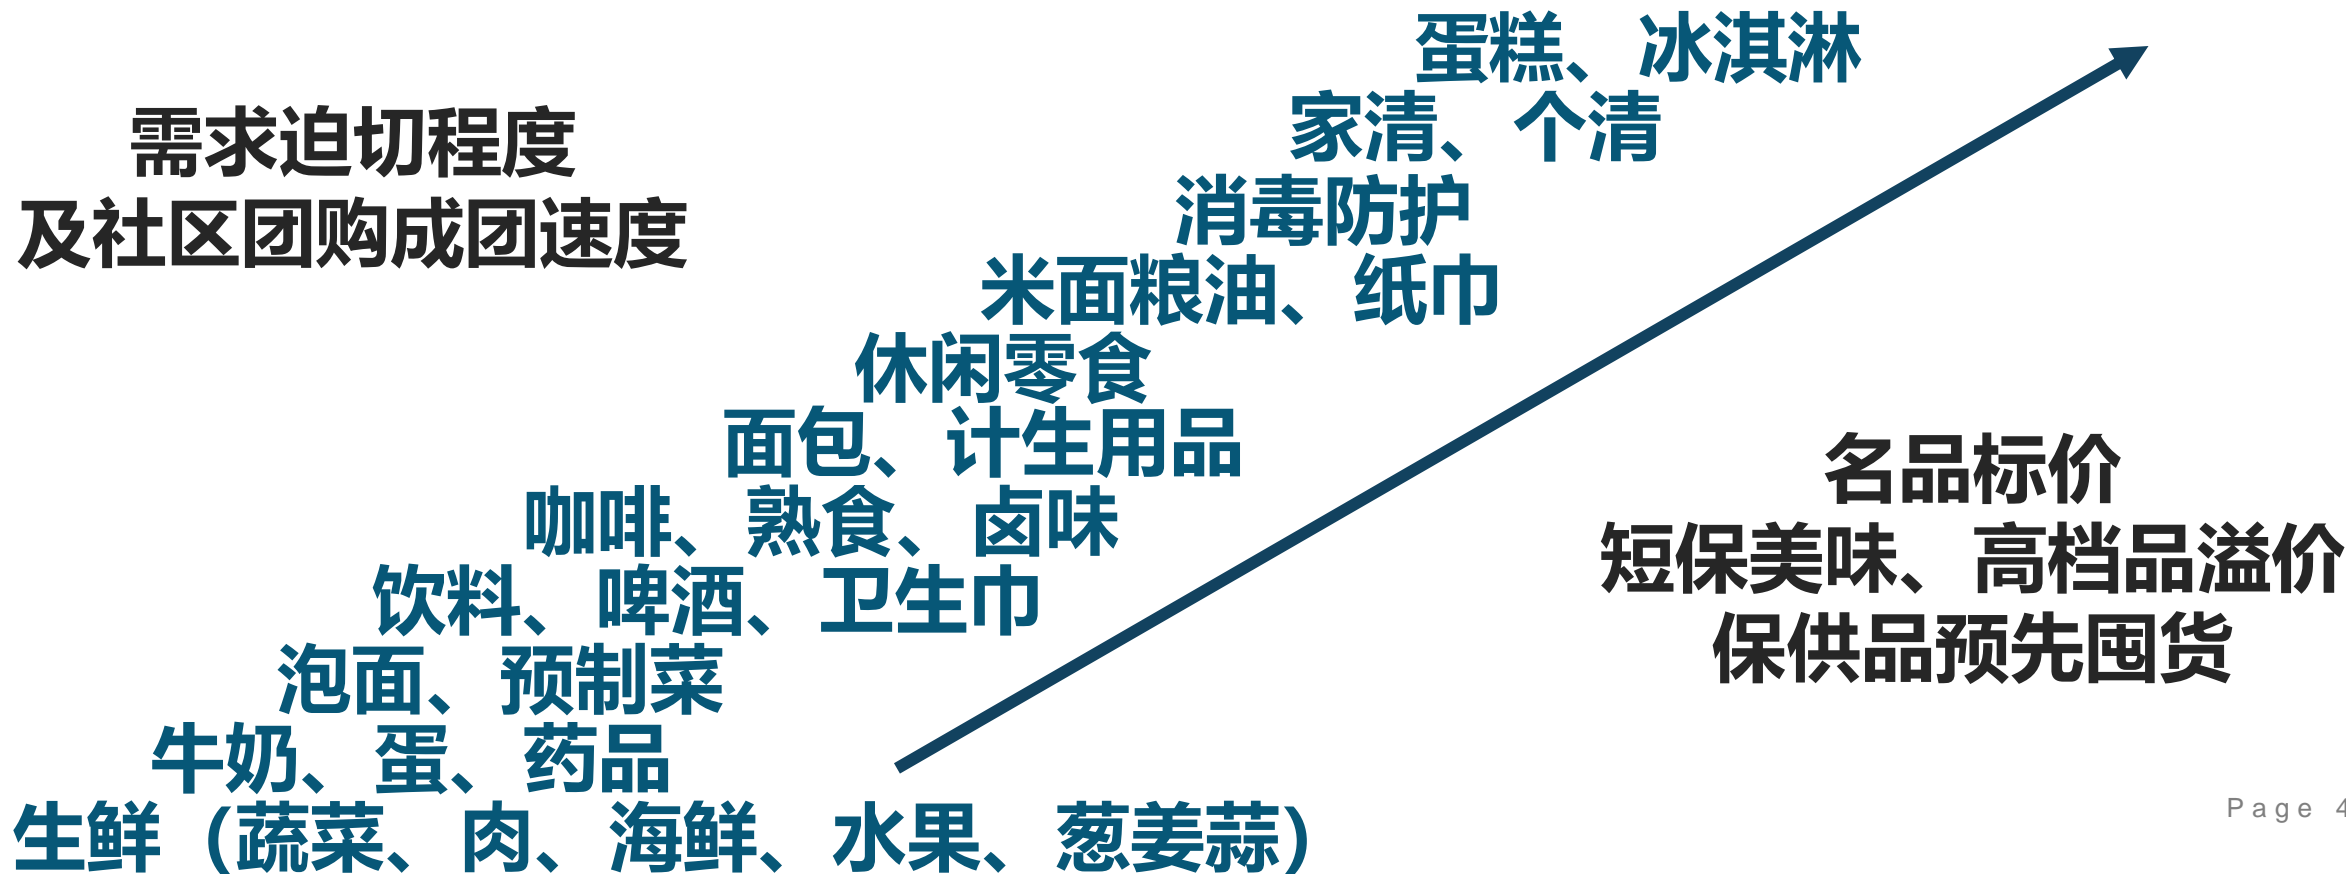 蛋糕、冰淇淋
家清、个清
需求迫切程度
及社区团购成团速度
消毒防护
米面粮油、纸巾
休闲零食
面包、计生用品
咖啡、熟食、卤味
饮料、啤酒、卫生巾
泡面、预制菜
牛奶、蛋、药品
生鲜（蔬菜、肉、海鲜、水果、葱姜蒜）
名品标价
短保美味、高档品溢价
保供品预先囤货
Page 4